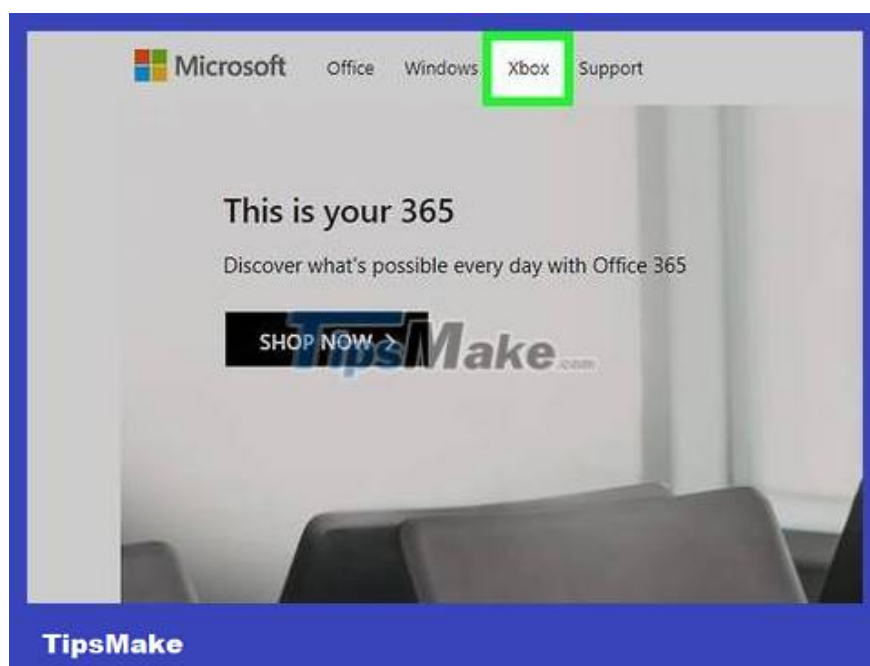 Microsoft Office Windows Xbox Support
This is your 365
Discover what's possible every day with Office 365
SHOP NOW >
TipsMake.com
TipsMake